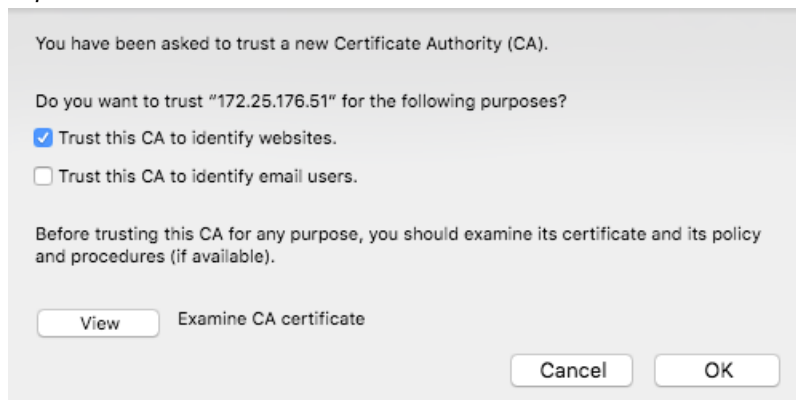 You have been asked to trust a new Certificate Authority (CA).
Do you want to trust "172.25.176.51" for the following purposes?
Trust this CA to identify websites.
Trust this CA to identify email users.
Before trusting this CA for any purpose, you should examine its certificate and its policy
and procedures (if available).
View Examine CA certificate
Cancel OK